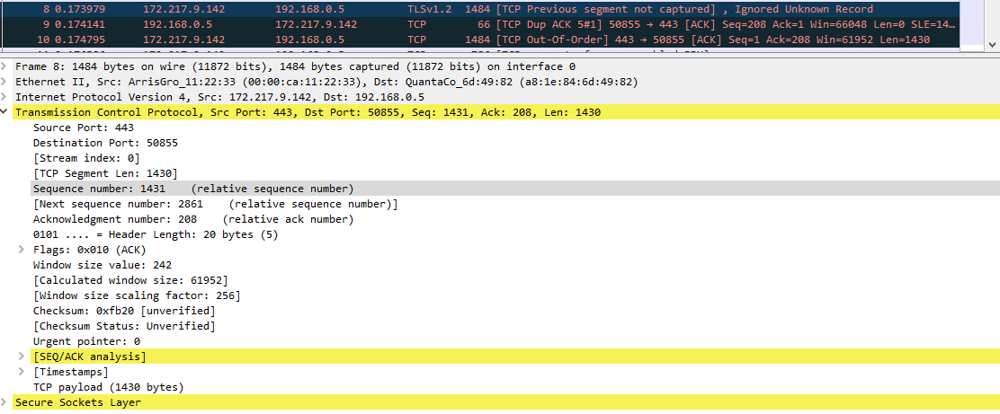 8 0.173979 172.217.9.142 192.168.0.5 TLSv1.2 1484 [TCP Previous segment not captured] , Ignored Unknown Record
9 0.174141 192.168.0.5 172.217.9.142 TCP 66 [TCP Dup ACK 5#1] 50855 → 443 [ACK] Seq=208 Ack=1 Win=66048 Len=0 SLE=14…
10 0.174795 172.217.9.142 192.168.0.5 TCP 1484 [TCP Out-Of-Order] 443 → 50855 [ACK] Seq=1 Ack=208 Win=61952 Len=1430
Frame 8: 1484 bytes on wire (11872 bits), 1484 bytes captured (11872 bits) on interface 0
Ethernet II, Src: ArrisGro_11:22:33 (00:00:ca:11:22:33), Dst: QuantaCo_6d:49:82 (a8:1e:84:6d:49:82)
Internet Protocol Version 4, Src: 172.217.9.142, Dst: 192.168.0.5
Transmission Control Protocol, Src Port: 443, Dst Port: 50855, Seq: 1431, Ack: 208, Len: 1430
Source Port: 443
Destination Port: 50855
[Stream index: 0]
[TCP Segment Len: 1430]
Sequence number: 1431 (relative sequence number)
[Next sequence number: 2861 (relative sequence number)]
Acknowledgment number: 208 (relative ack number)
0101 .... = Header Length: 20 bytes (5)
Flags: 0x010 (ACK)
Window size value: 242
[Calculated window size: 61952]
[Window size scaling factor: 256]
Checksum: 0xfb20 [unverified]
[Checksum Status: Unverified]
Urgent pointer: 0
[SEQ/ACK analysis]
[Timestamps]
TCP payload (1430 bytes)
Secure Sockets Layer